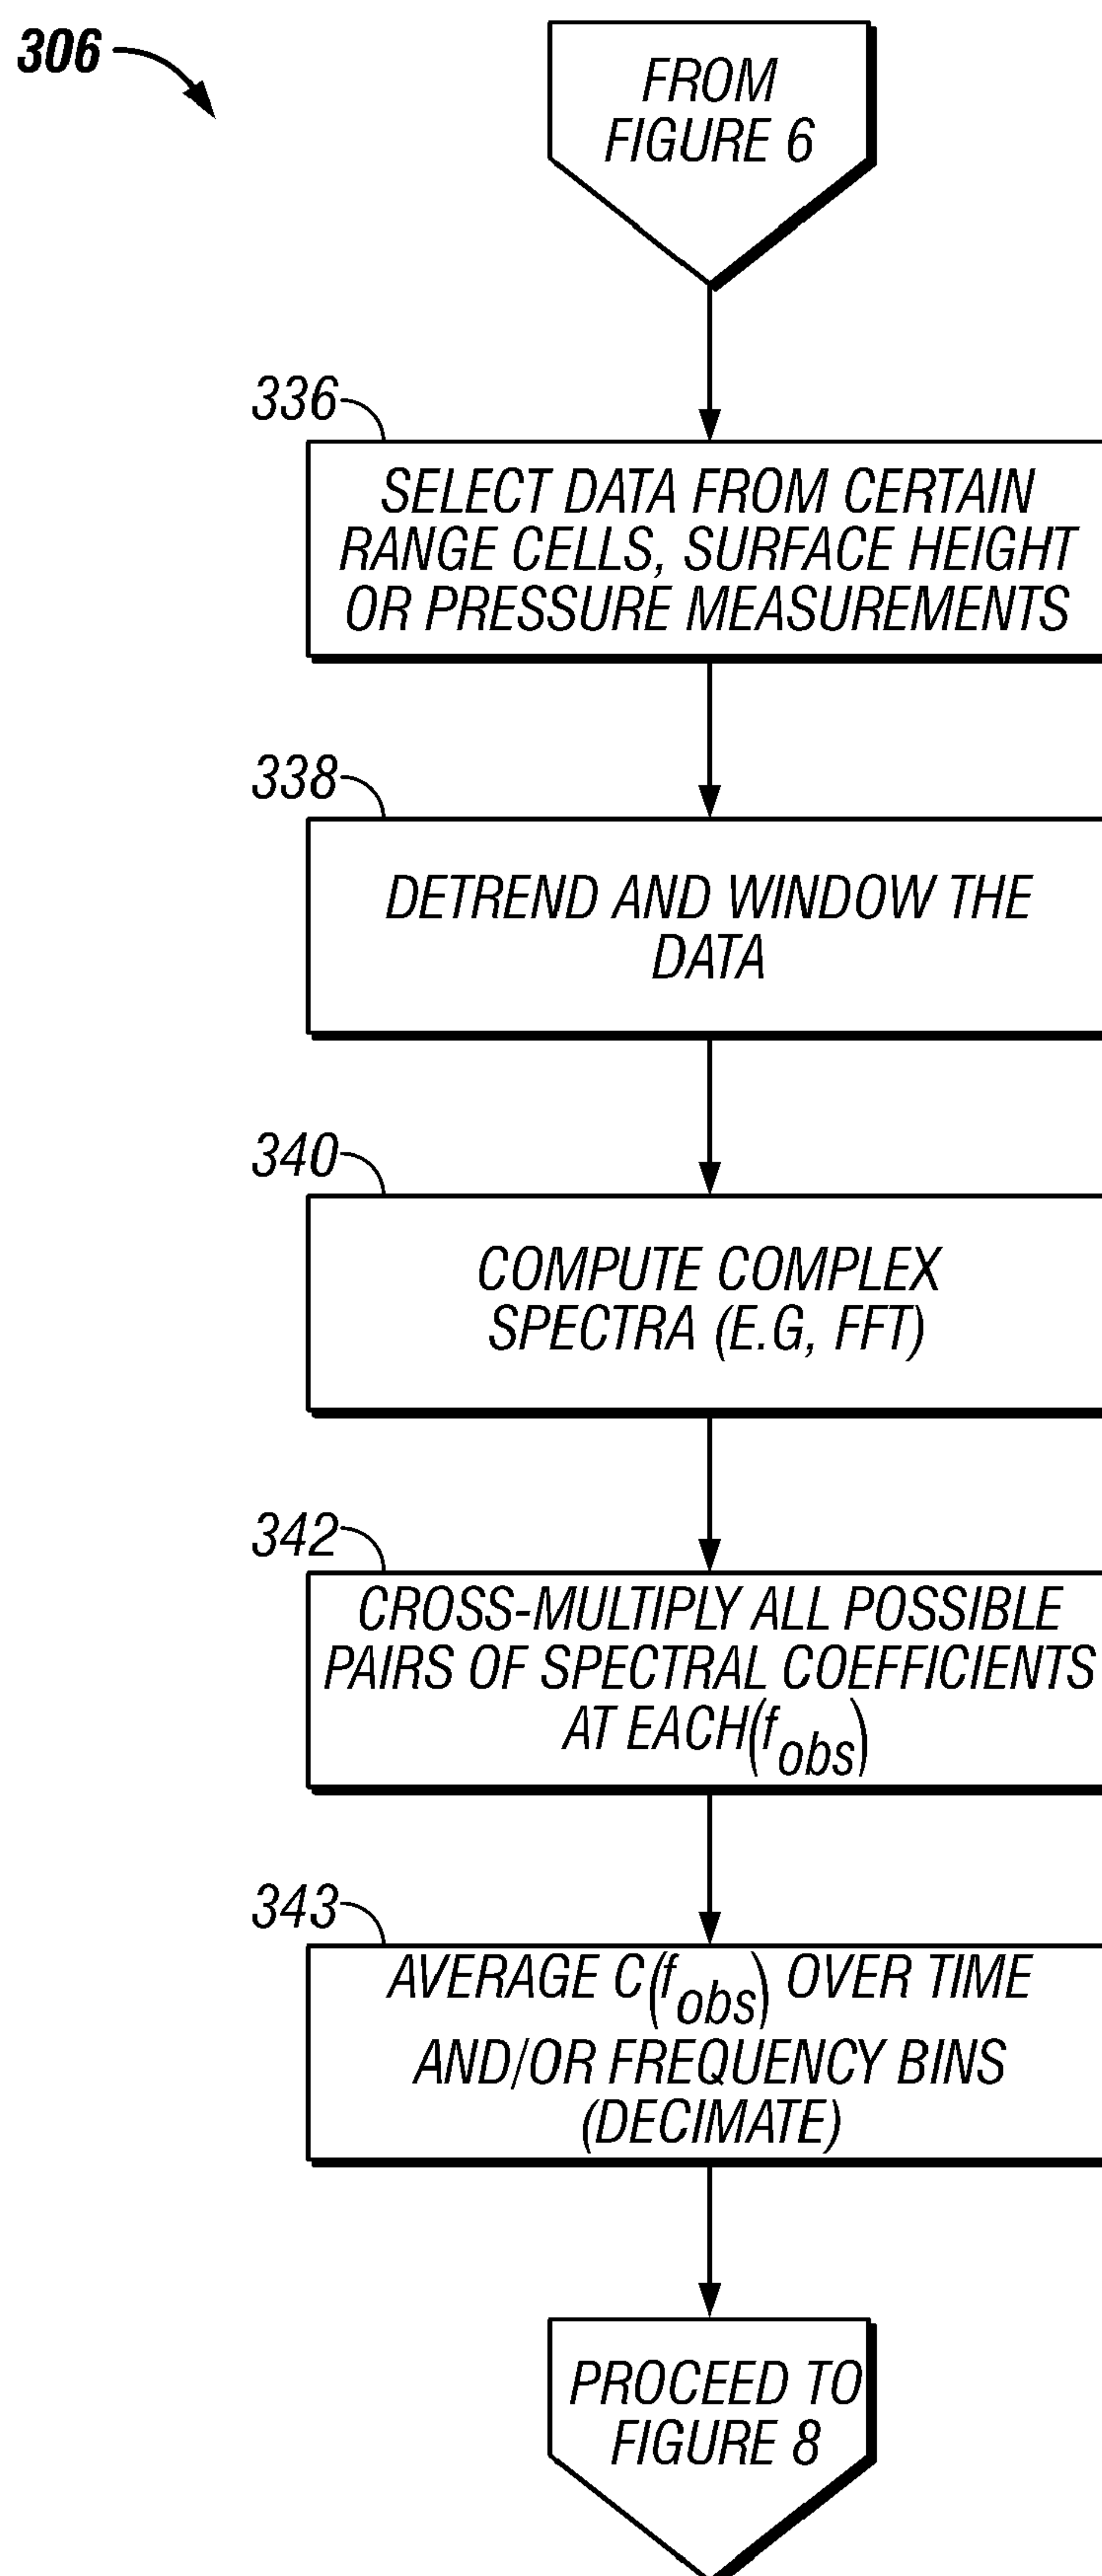 306
FROM
FIGURE 6
336
SELECT DATA FROM CERTAIN
RANGE CELLS, SURFACE HEIGHT
OR PRESSURE MEASUREMENTS
338
DETREND AND WINDOW THE
DATA
340
COMPUTE COMPLEX
SPECTRA (E.G, FFT)
342
CROSS-MULTIPLY ALL POSSIBLE
PAIRS OF SPECTRAL COEFFICIENTS
AT EACH(f_obs)
343
AVERAGE C(f_obs) OVER TIME
AND/OR FREQUENCY BINS
(DECIMATE)
PROCEED TO
FIGURE 8